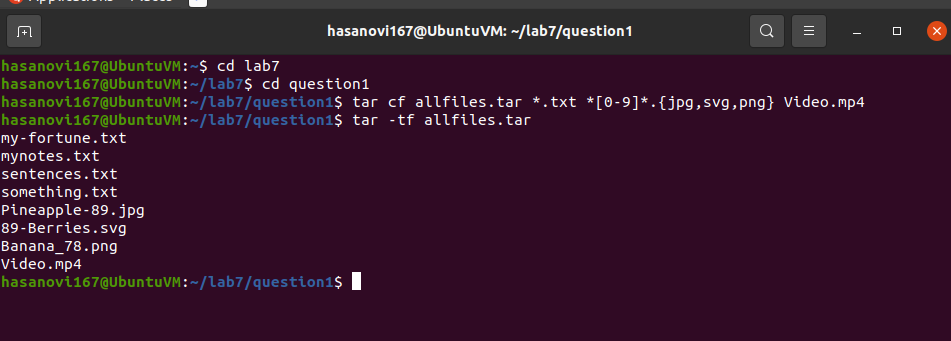 hasanovi167@UbuntuVM: ~/lab7/question1
hasanovi167@UbuntuVM:~$ cd lab7
hasanovi167@UbuntuVM:~/lab7$ cd question1
hasanovi167@UbuntuVM:~/lab7/question1$ tar cf allfiles.tar *.txt *[0-9]*.{jpg,svg,png} Video.mp4
hasanovi167@UbuntuVM:~/lab7/question1$ tar -tf allfiles.tar
my-fortune.txt
mynotes.txt
sentences.txt
something.txt
Pineapple-89.jpg
89-Berries.svg
Banana_78.png
Video.mp4
hasanovi167@UbuntuVM:~/lab7/question1$